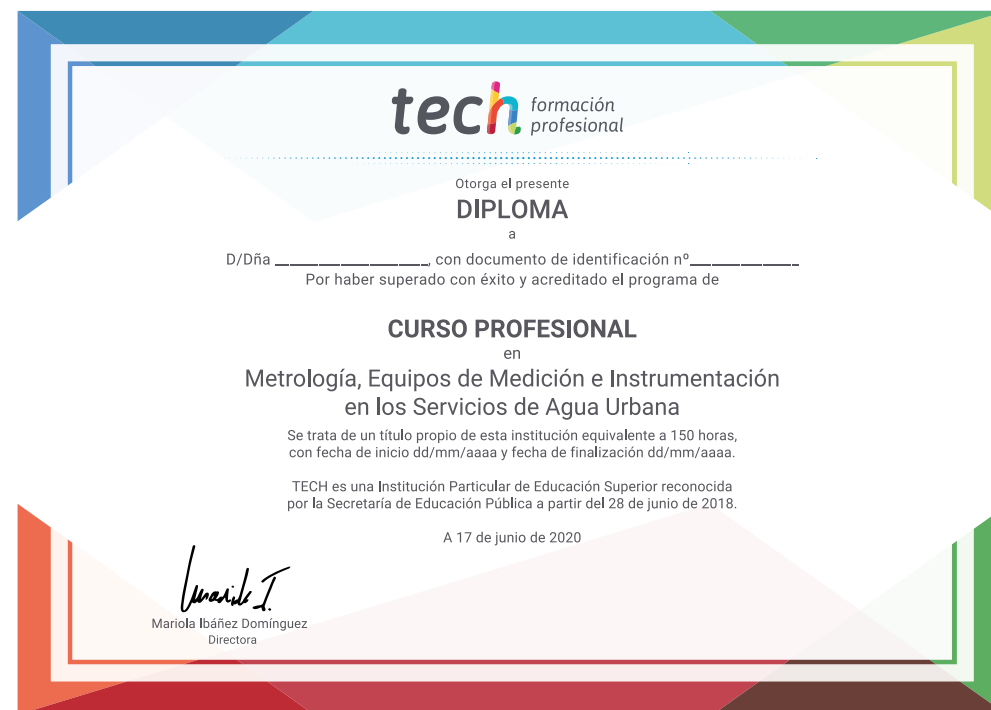 tech formación
profesional
Otorga el presente
DIPLOMA
a
D/Dña ____________________, con documento de identificación nº______________
Por haber superado con éxito y acreditado el programa de
CURSO PROFESIONAL
en
Metrología, Equipos de Medición e Instrumentación
en los Servicios de Agua Urbana
Se trata de un título propio de esta institución equivalente a 150 horas,
con fecha de inicio dd/mm/aaaa y fecha de finalización dd/mm/aaaa.
TECH es una Institución Particular de Educación Superior reconocida
por la Secretaría de Educación Pública a partir del 28 de junio de 2018.
A 17 de junio de 2020
Mariola I.
Mariola Ibáñez Domínguez
Directora